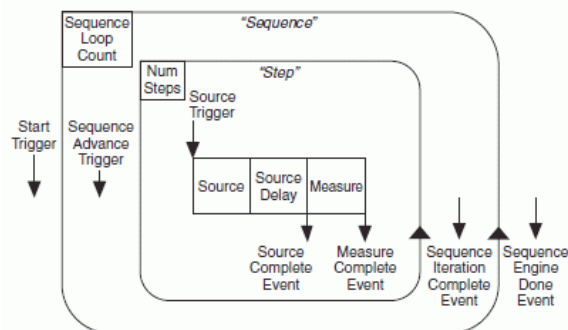 Sequence
Loop
Count
"Sequence"
Num
Steps
"Step"
Source
Trigger
Start
Trigger
Sequence
Advance
Trigger
Source
Source
Delay
Measure
Source
Complete
Event
Measure
Complete
Event
Sequence
Iteration
Complete
Event
Sequence
Engine
Done
Event